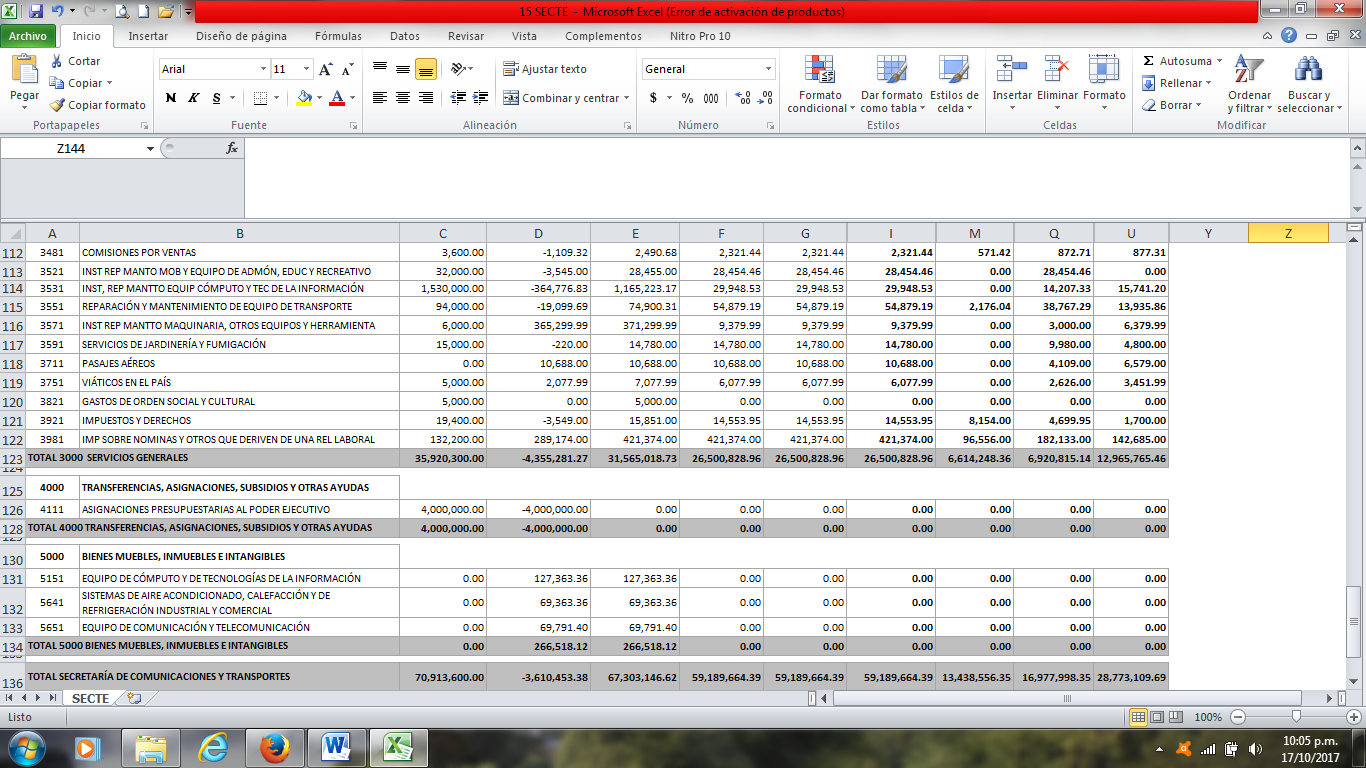 15 SECTE - Microsoft Excel (Error de activación de productos)
Archivo Inicio Insertar Diseño de página Fórmulas Datos Revisar Vista Complementos Nitro Pro 10
Pegar Cortar
Copiar
Copiar formato
Portapapeles
Arial 11
N K S
Fuente
Ajustar texto
Combinar y centrar
Alineación
General
$ % 000
Número
Formato condicional Dar formato como tabla Estilos de celda
Estilos
Insertar Eliminar Formato
Celdas
Autosuma
Rellenar
Borrar
Ordenar y filtrar Buscar y seleccionar
Modificar
Z144 fx
A B C D E F G I M Q U Y Z
112 3481 COMISIONES POR VENTAS 3,600.00 -1,109.32 2,490.68 2,321.44 2,321.44 2,321.44 571.42 872.71 877.31
113 3521 INST REP MANTO MOB Y EQUIPO DE ADMÓN, EDUC Y RECREATIVO 32,000.00 -3,545.00 28,455.00 28,454.46 28,454.46 28,454.46 0.00 28,454.46 0.00
114 3531 INST, REP MANTTO EQUIP CÓMPUTO Y TEC DE LA INFORMACIÓN 1,530,000.00 -364,776.83 1,165,223.17 29,948.53 29,948.53 29,948.53 0.00 14,207.33 15,741.20
115 3551 REPARACIÓN Y MANTENIMIENTO DE EQUIPO DE TRANSPORTE 94,000.00 -19,099.69 74,900.31 54,879.19 54,879.19 54,879.19 2,176.04 38,767.29 13,935.86
116 3571 INST REP MANTTO MAQUINARIA, OTROS EQUIPOS Y HERRAMIENTA 6,000.00 365,299.99 371,299.99 9,379.99 9,379.99 9,379.99 0.00 3,000.00 6,379.99
117 3591 SERVICIOS DE JARDINERÍA Y FUMIGACIÓN 15,000.00 -220.00 14,780.00 14,780.00 14,780.00 14,780.00 0.00 9,980.00 4,800.00
118 3711 PASAJES AÉREOS 0.00 10,688.00 10,688.00 10,688.00 10,688.00 10,688.00 0.00 4,109.00 6,579.00
119 3751 VIÁTICOS EN EL PAÍS 5,000.00 2,077.99 7,077.99 6,077.99 6,077.99 6,077.99 0.00 2,626.00 3,451.99
120 3821 GASTOS DE ORDEN SOCIAL Y CULTURAL 5,000.00 0.00 5,000.00 0.00 0.00 0.00 0.00 0.00 0.00
121 3921 IMPUESTOS Y DERECHOS 19,400.00 -3,549.00 15,851.00 14,553.95 14,553.95 14,553.95 8,154.00 4,699.95 1,700.00
122 3981 IMP SOBRE NOMINAS Y OTROS QUE DERIVEN DE UNA REL LABORAL 132,200.00 289,174.00 421,374.00 421,374.00 421,374.00 421,374.00 96,556.00 182,133.00 142,685.00
123 TOTAL 3000 SERVICIOS GENERALES 35,920,300.00 -4,355,281.27 31,565,018.73 26,500,828.96 26,500,828.96 26,500,828.96 6,614,248.36 6,920,815.14 12,965,765.46
124
125 4000 TRANSFERENCIAS, ASIGNACIONES, SUBSIDIOS Y OTRAS AYUDAS
126 4111 ASIGNACIONES PRESUPUESTARIAS AL PODER EJECUTIVO 4,000,000.00 -4,000,000.00 0.00 0.00 0.00 0.00 0.00 0.00 0.00
128 TOTAL 4000 TRANSFERENCIAS, ASIGNACIONES, SUBSIDIOS Y OTRAS AYUDAS 4,000,000.00 -4,000,000.00 0.00 0.00 0.00 0.00 0.00 0.00 0.00
129
130 5000 BIENES MUEBLES, INMUEBLES E INTANGIBLES
131 5151 EQUIPO DE CÓMPUTO Y DE TECNOLOGÍAS DE LA INFORMACIÓN 0.00 127,363.36 127,363.36 0.00 0.00 0.00 0.00 0.00 0.00
132 5641 SISTEMAS DE AIRE ACONDICIONADO, CALEFACCIÓN Y DE
REFRIGERACIÓN INDUSTRIAL Y COMERCIAL 0.00 69,363.36 69,363.36 0.00 0.00 0.00 0.00 0.00 0.00
133 5651 EQUIPO DE COMUNICACIÓN Y TELECOMUNICACIÓN 0.00 69,791.40 69,791.40 0.00 0.00 0.00 0.00 0.00 0.00
134 TOTAL 5000 BIENES MUEBLES, INMUEBLES E INTANGIBLES 0.00 266,518.12 266,518.12 0.00 0.00 0.00 0.00 0.00 0.00
135
136 TOTAL SECRETARÍA DE COMUNICACIONES Y TRANSPORTES 70,913,600.00 -3,610,453.38 67,303,146.62 59,189,664.39 59,189,664.39 59,189,664.39 13,438,556.35 16,977,998.35 28,773,109.69
SECTE
Listo 100%
10:05 p.m.
17/10/2017